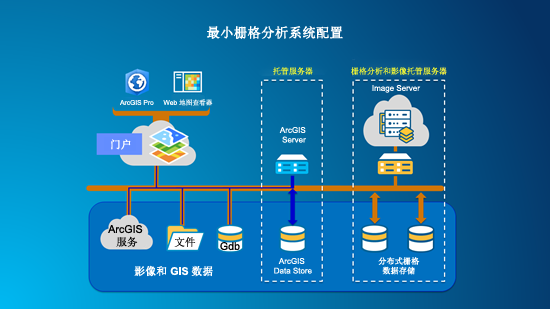 最小栅格分析系统配置
托管服务器
栅格分析和影像托管服务器
Image Server
ArcGIS Pro
Web 地图查看器
ArcGIS
Server
门户
ArcGIS
服务
文件
Gdb
ArcGIS
Data Store
分布式栅格
数据存储
影像和 GIS 数据